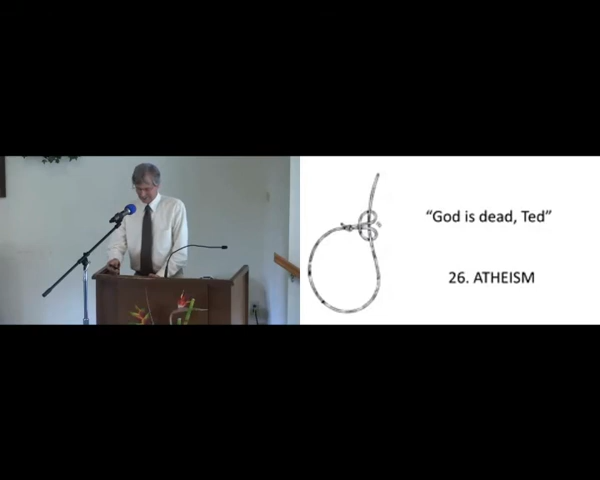 “God is dead, Ted”
26. ATHEISM